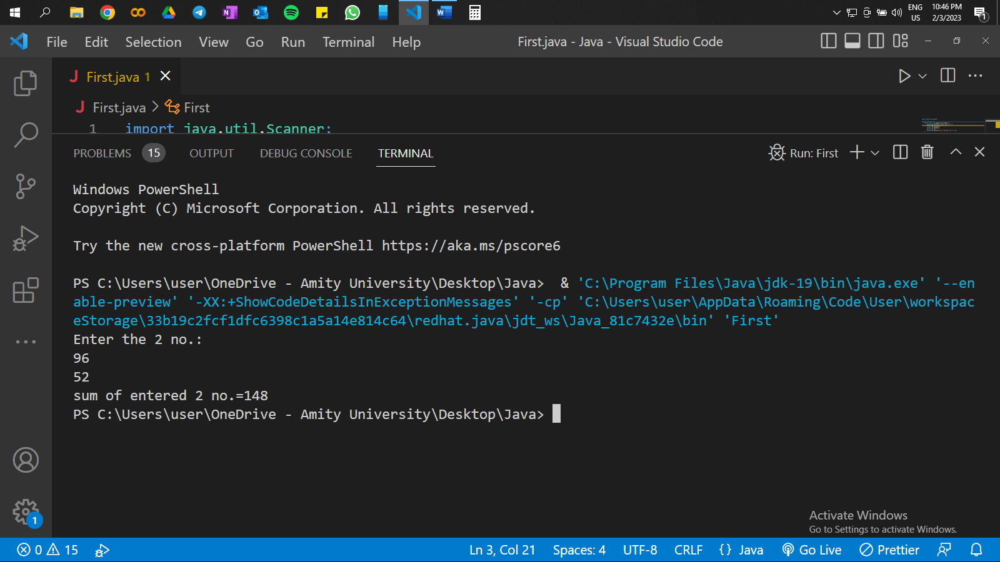 ENG
US
10:46 PM
2/3/2023
1
File Edit Selection View Go Run Terminal Help
First.java - Java - Visual Studio Code
J First.java 1
J First.java > First
1 import java.util.Scanner;
PROBLEMS 15 OUTPUT DEBUG CONSOLE TERMINAL
Run: First
Windows PowerShell
Copyright (C) Microsoft Corporation. All rights reserved.
Try the new cross-platform PowerShell https://aka.ms/pscore6
PS C:\Users\user\OneDrive - Amity University\Desktop\Java>  & 'C:\Program Files\Java\jdk-19\bin\java.exe' '--en
able-preview' '-XX:+ShowCodeDetailsInExceptionMessages' '-cp' 'C:\Users\user\AppData\Roaming\Code\User\workspac
eStorage\33b19c2fcf1dfc6398c1a5a14e814c64\redhat.java\jdt_ws\Java_81c7432e\bin' 'First'
Enter the 2 no.:
96
52
sum of entered 2 no.=148
PS C:\Users\user\OneDrive - Amity University\Desktop\Java>
1
Activate Windows
Go to Settings to activate Windows.
0 15 Ln 3, Col 21 Spaces: 4 UTF-8 CRLF {} Java Go Live Prettier